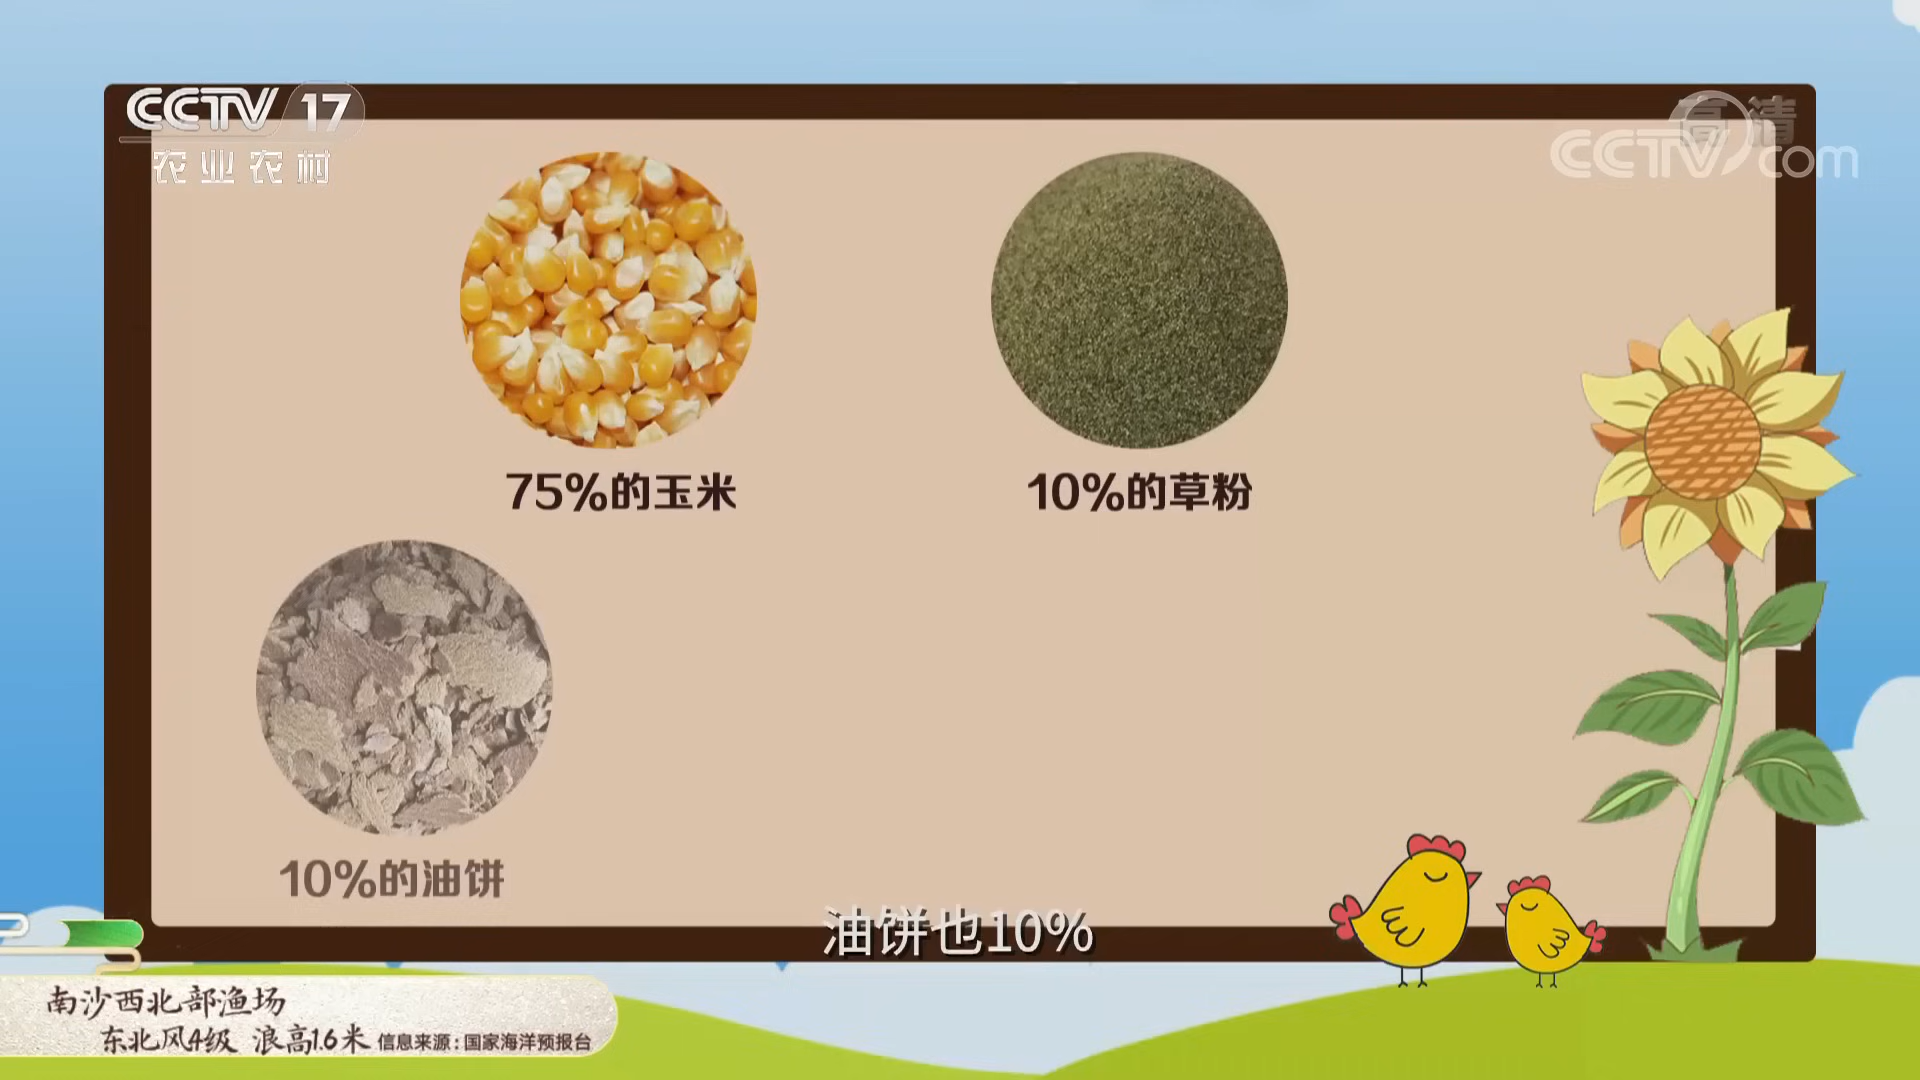 CCTV 17
农业农村
高清
CCTV.com
75%的玉米
10%的草粉
10%的油饼
油饼也10%
南沙西北部渔场
东北风4级 浪高1.6米 信息来源:国家海洋预报台